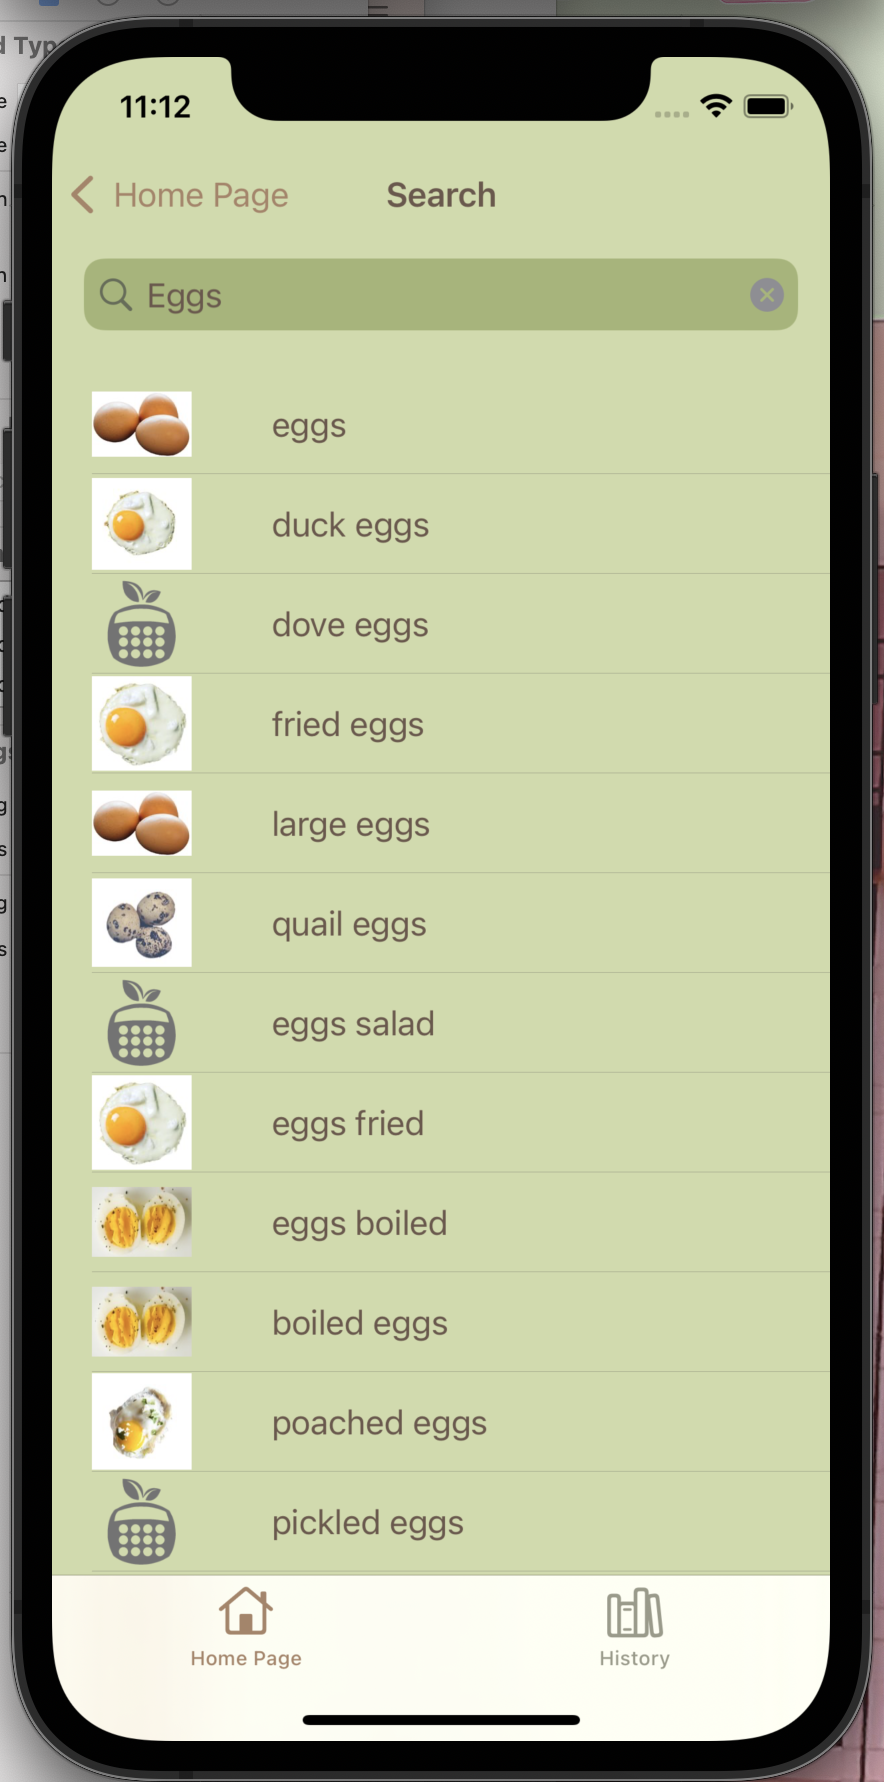 d Typ
11:12
Home Page
Search
Eggs
eggs
duck eggs
dove eggs
fried eggs
large eggs
quail eggs
eggs salad
eggs fried
eggs boiled
boiled eggs
poached eggs
pickled eggs
Home Page
History